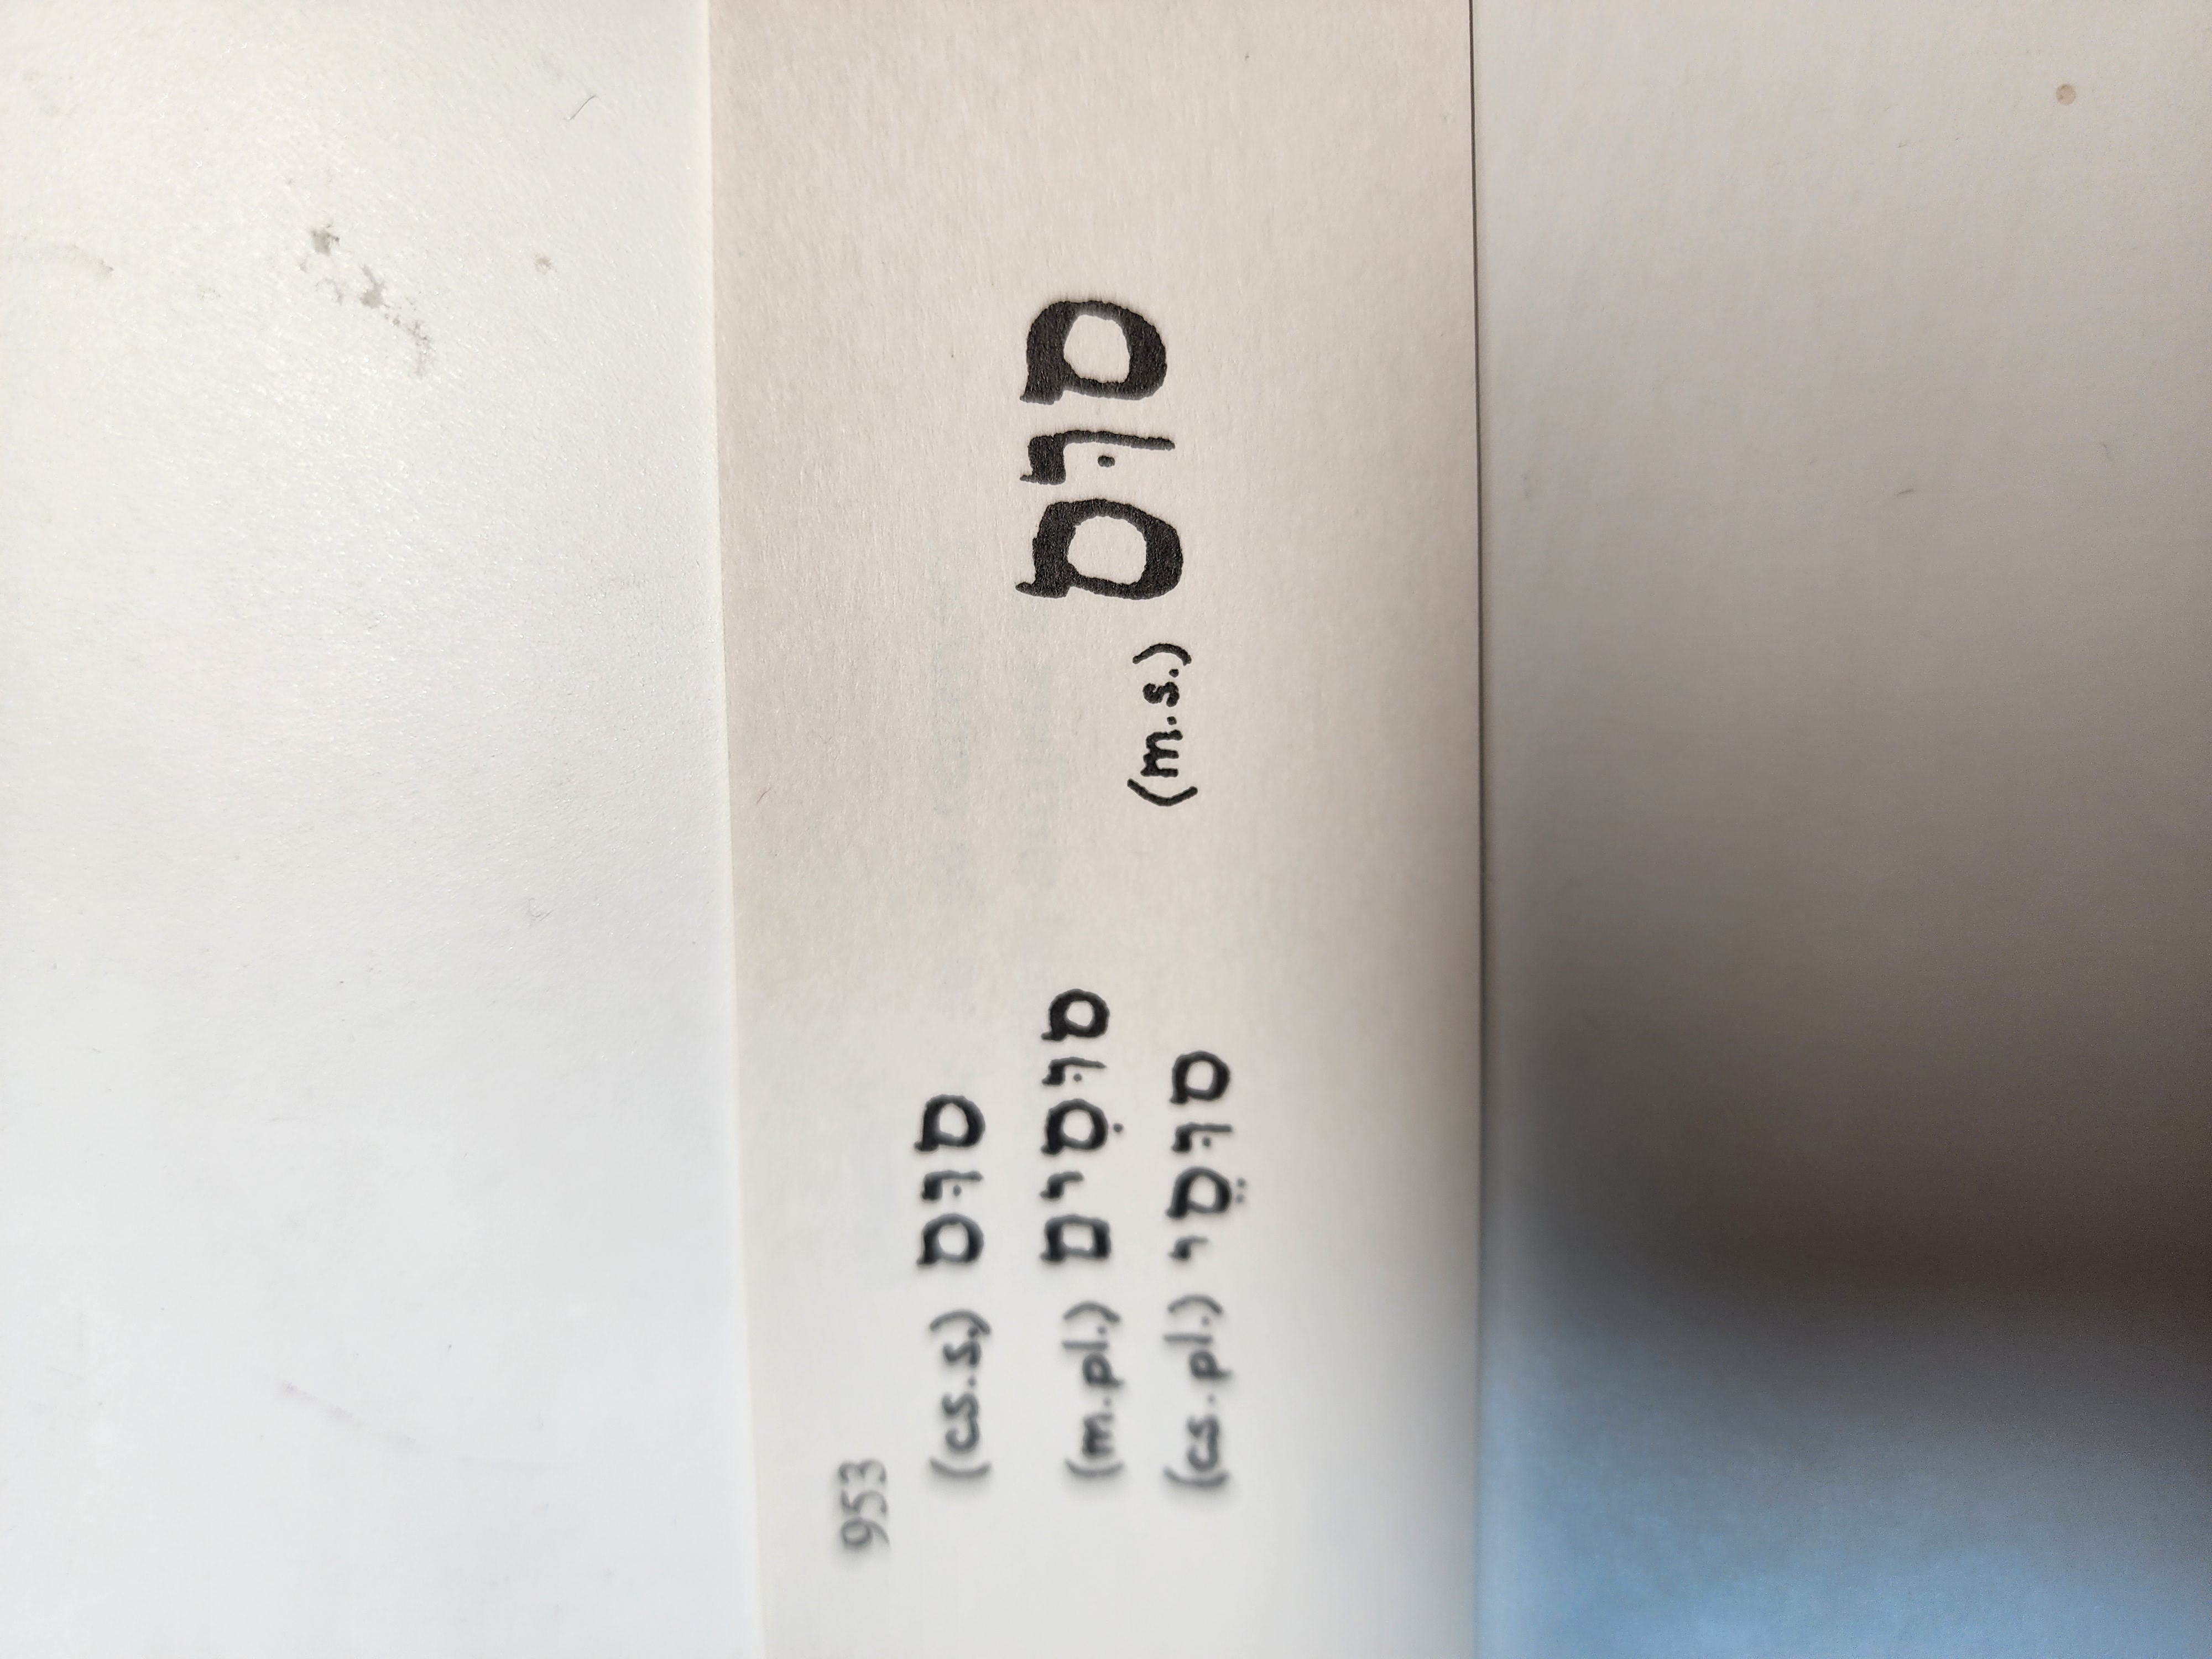 סוּס
(m.s.)
סוּס (cs.s.)
סוּסִים (m.pl.)
סוּסֵי (cs.pl.)
953